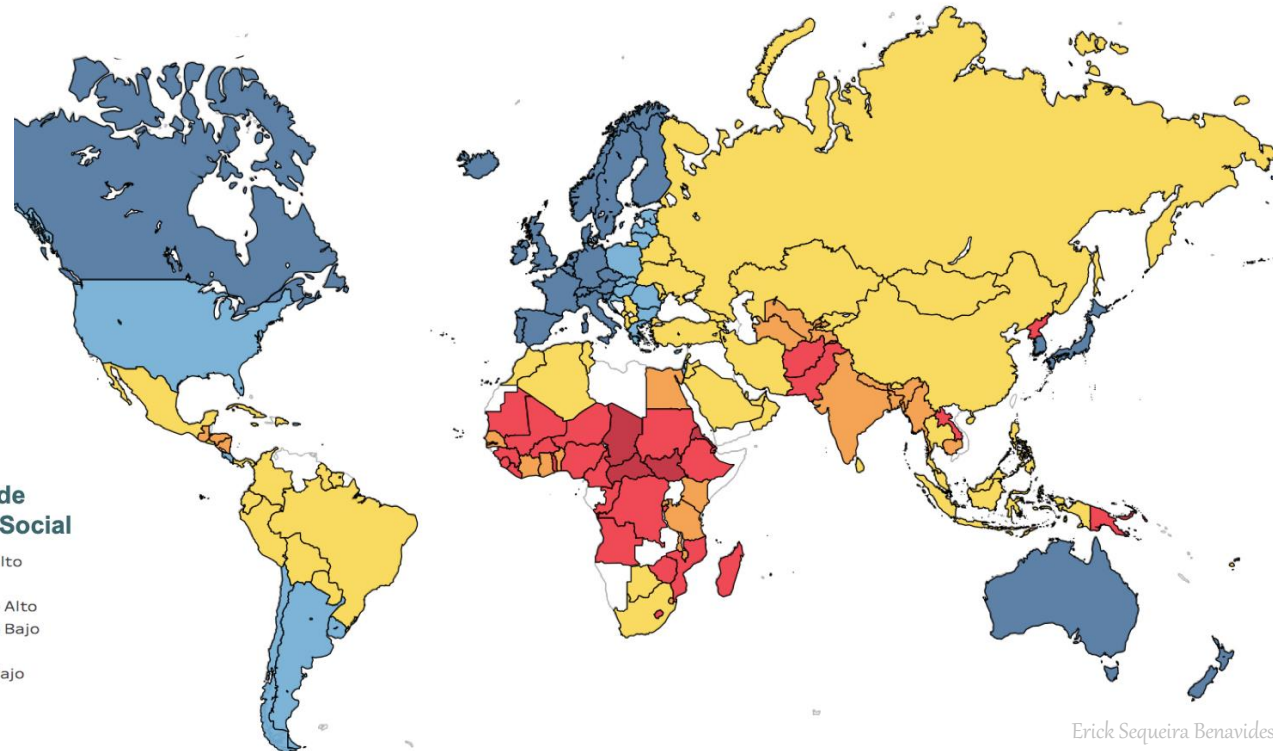 de
Social
lto
Alto
Bajo
ajo
Erick Sequeira Benavides